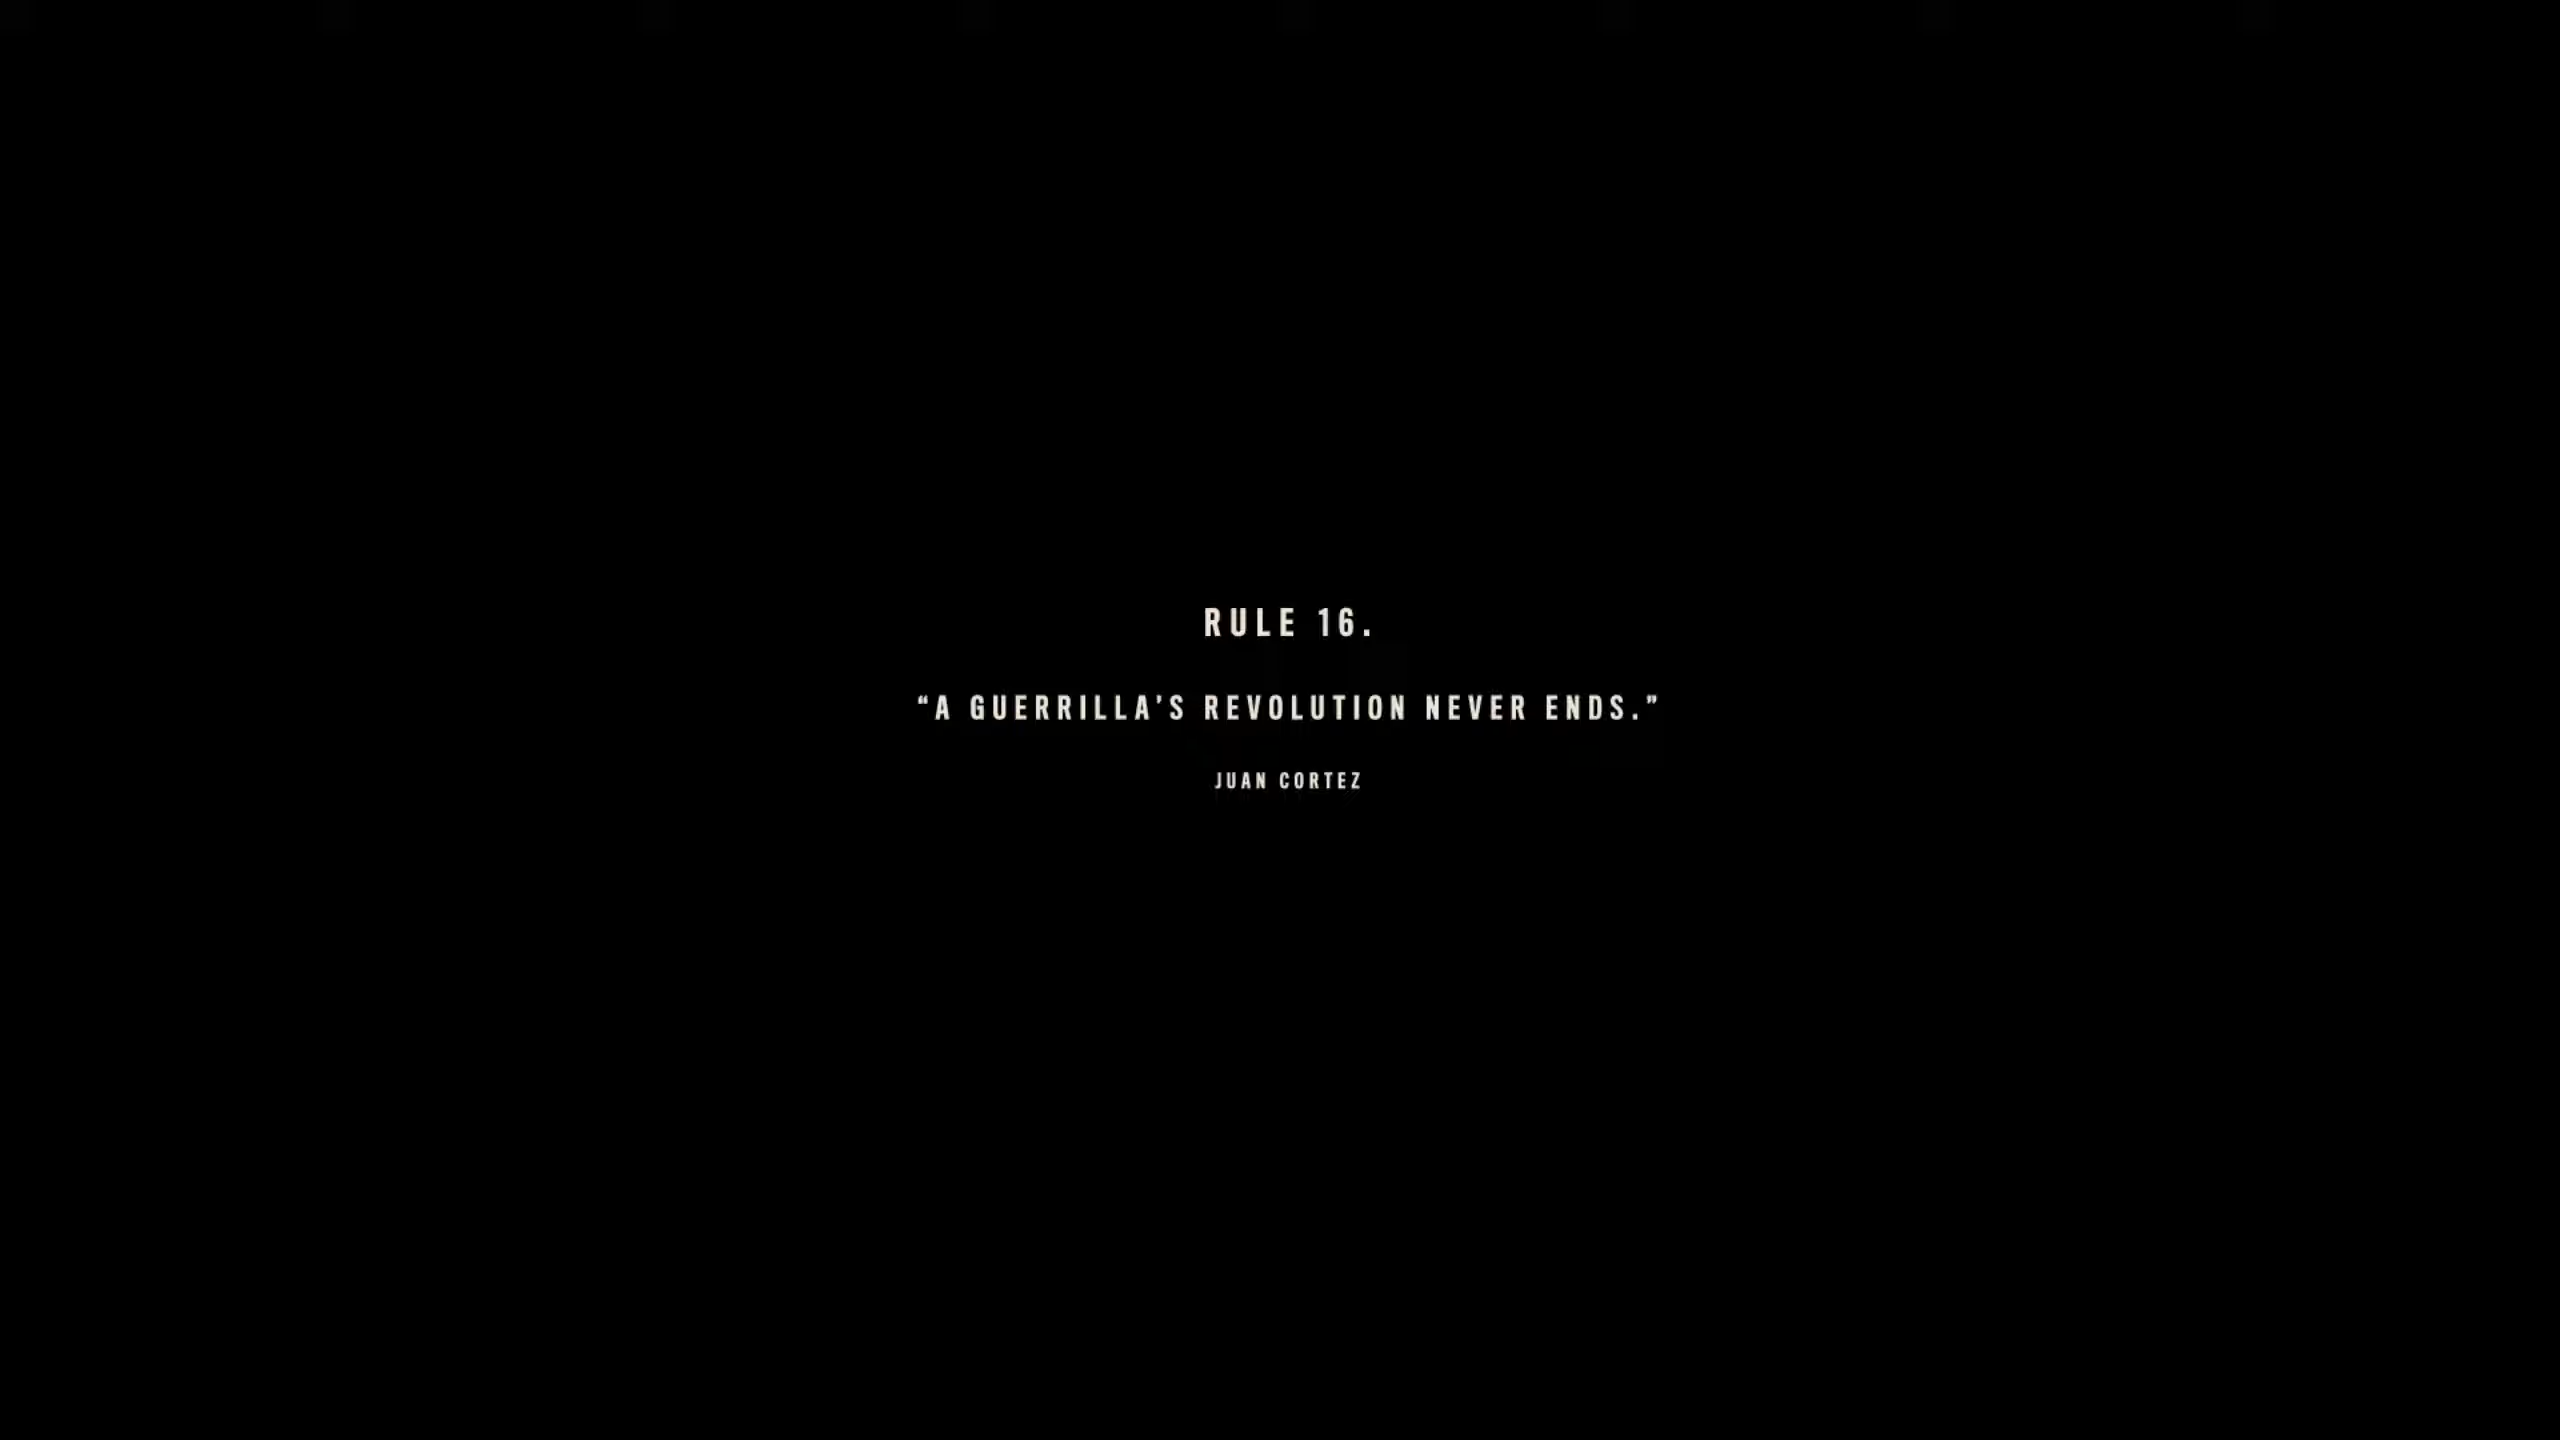 RULE 16.
“A GUERRILLA’S REVOLUTION NEVER ENDS.”
JUAN CORTEZ